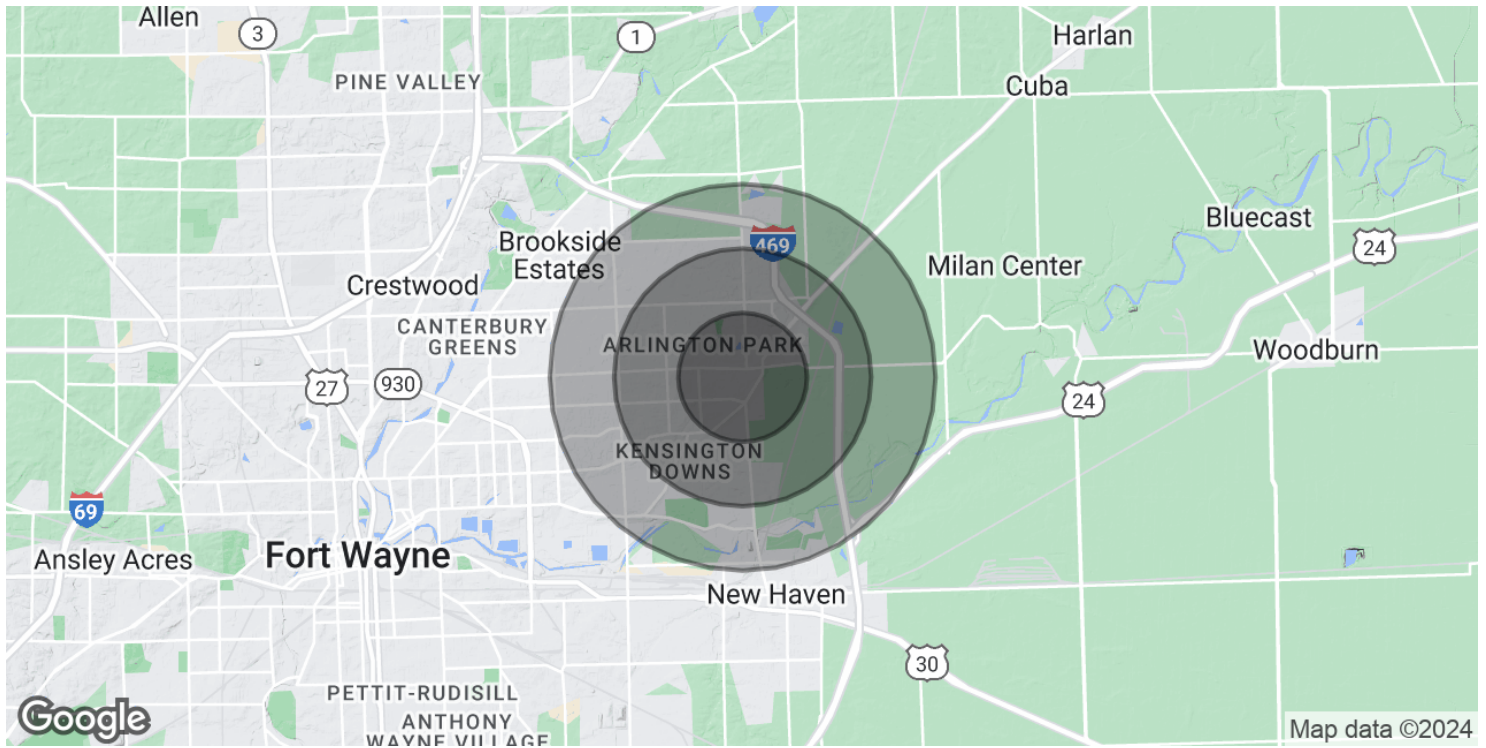 Allen
3
1
Harlan
PINE VALLEY
Cuba
Bluecast
Brookside
Estates
469
24
Milan Center
Crestwood
CANTERBURY
GREENS
ARLINGTON PARK
Woodburn
27
930
24
KENSINGTON
DOWNS
69
Ansley Acres
Fort Wayne
New Haven
30
PETTIT-RUDISILL
ANTHONY
WAYNE VILLAGE
Google
Map data ©2024